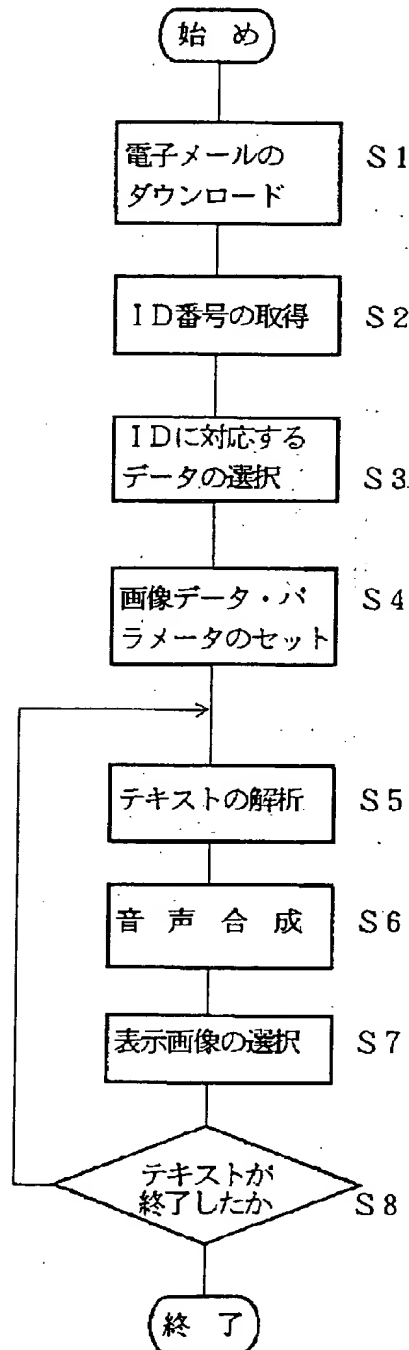 始 め
電子メールの
ダウンロード
S1
ID番号の取得
S2
IDに対応する
データの選択
S3
画像データ・パ
ラメータのセット
S4
テキストの解析
S5
音 声 合 成
S6
表示画像の選択
S7
テキストが
終了したか
S8
終 了